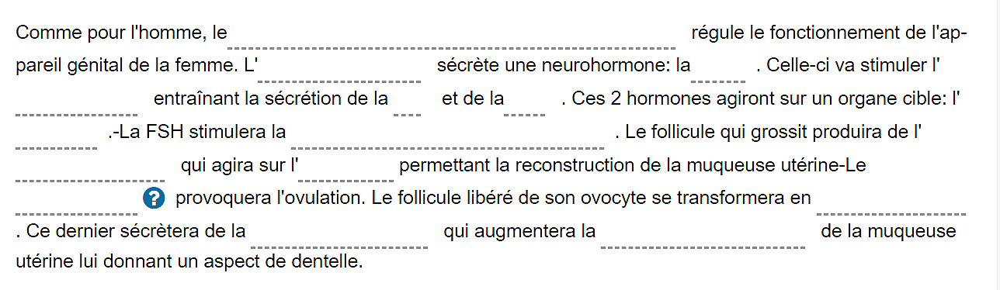 Comme pour l'homme, le régule le fonctionnement de l'ap-
pareil génital de la femme. L' sécrète une neurohormone: la . Celle-ci va stimuler l'
entraînant la sécrétion de la et de la . Ces 2 hormones agiront sur un organe cible: l'
.-La FSH stimulera la . Le follicule qui grossit produira de l'
qui agira sur l' permettant la reconstruction de la muqueuse utérine-Le
? provoquera l'ovulation. Le follicule libéré de son ovocyte se transformera en
. Ce dernier sécrètera de la qui augmentera la de la muqueuse
utérine lui donnant un aspect de dentelle.